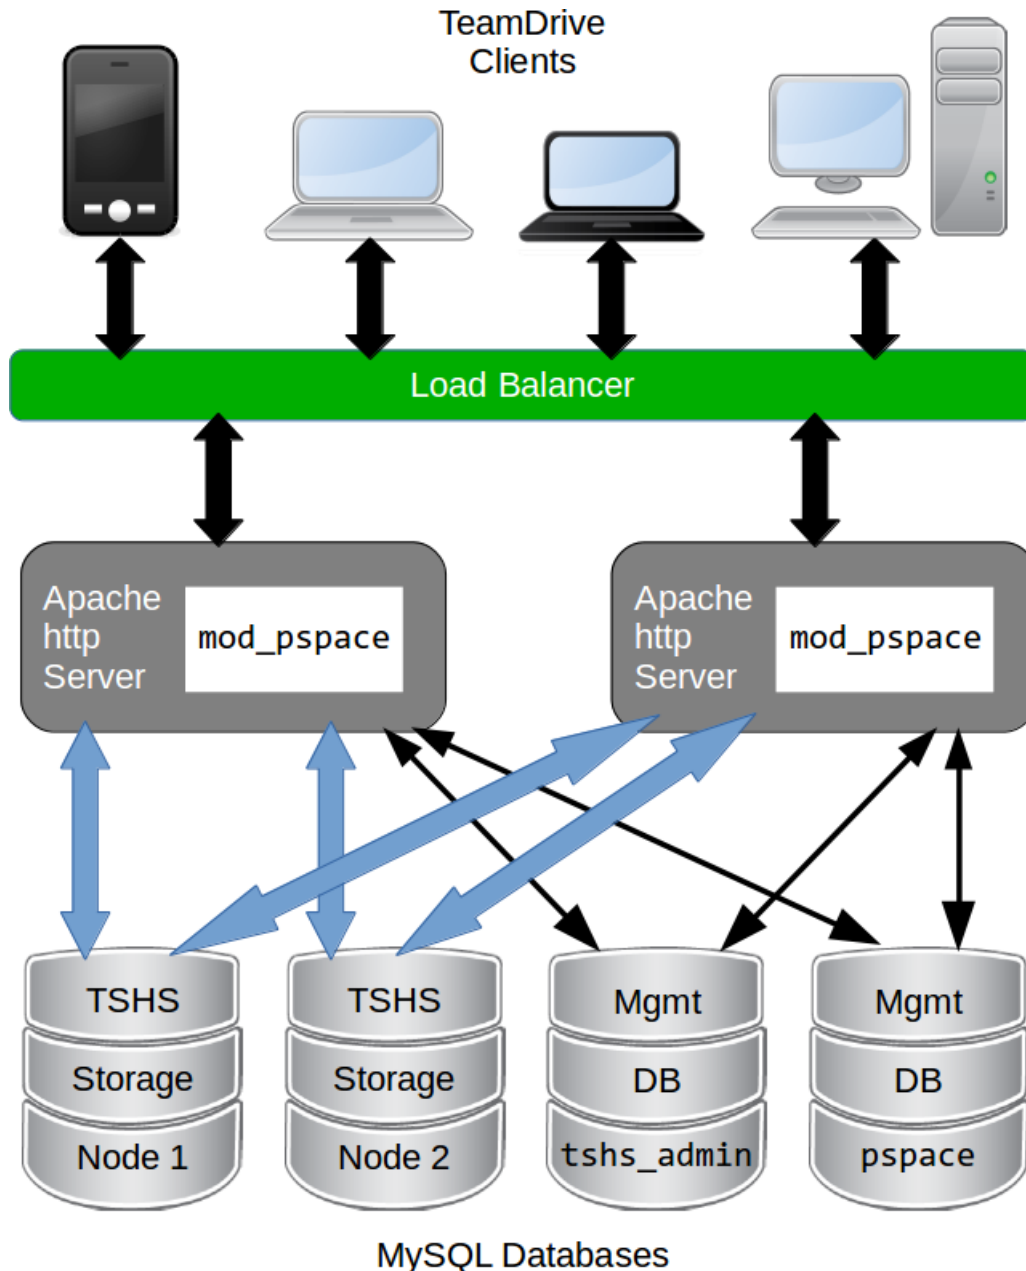 TeamDrive
Clients
Load Balancer
Apache
http
Server
mod_pspace
Apache
http
Server
mod_pspace
TSHS
Storage
Node 1
TSHS
Storage
Node 2
Mgmt
DB
tshs_admin
Mgmt
DB
pspace
MySQL Databases